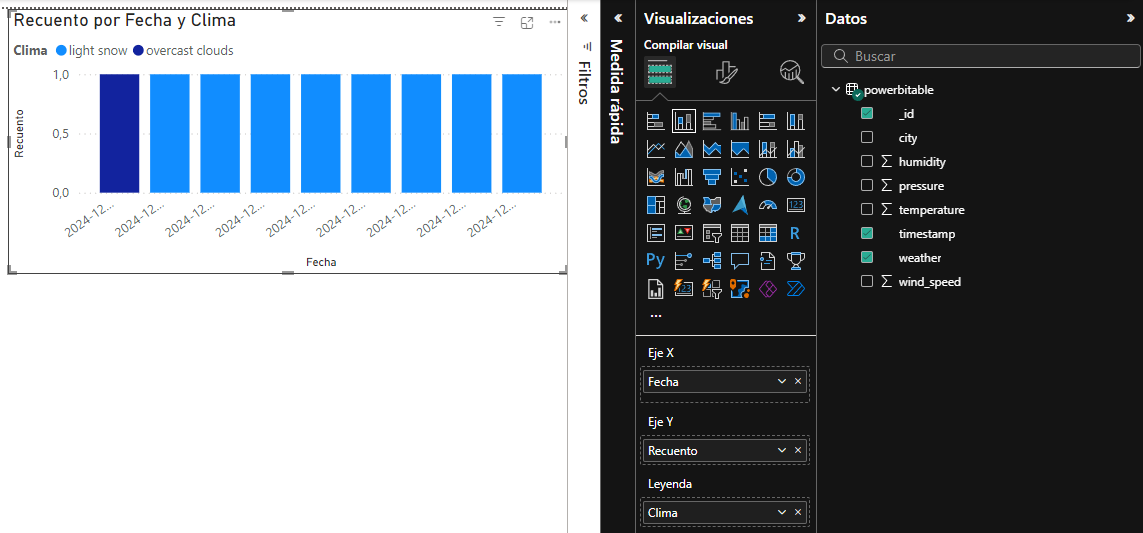 Recuento por Fecha y Clima
Clima light snow overcast clouds
1,0
0,5
0,0
Recuento
2024-12...
2024-12...
2024-12...
2024-12...
2024-12...
2024-12...
2024-12...
2024-12...
2024-12...
Fecha
Filtros
Medida rápida
Visualizaciones
Compilar visual
123
R
Py
123
...
Eje X
Fecha
Eje Y
Recuento
Leyenda
Clima
Datos
Buscar
powerbitable
_id
city
humidity
pressure
temperature
timestamp
weather
wind_speed